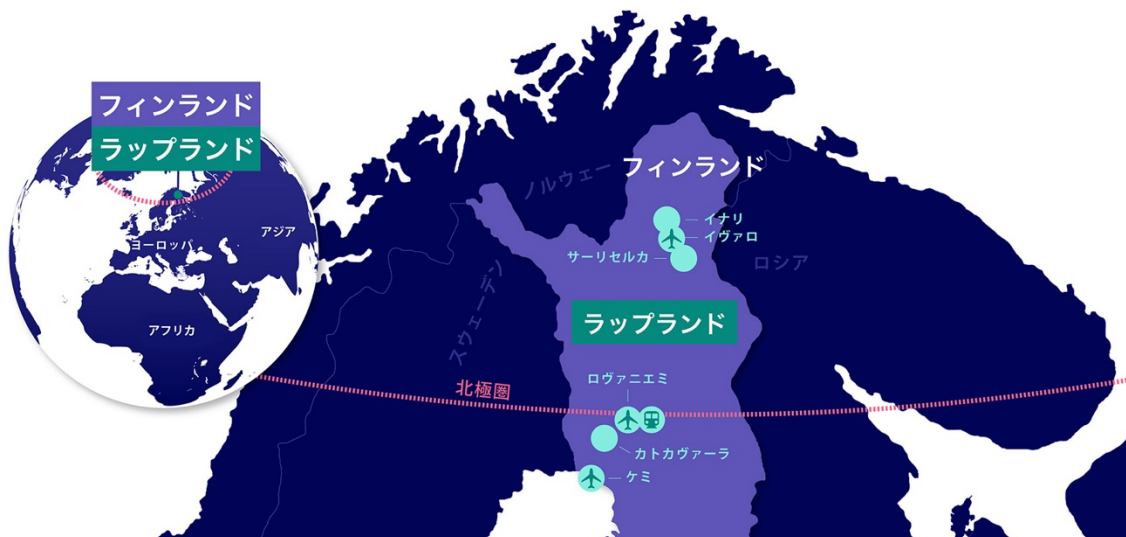 フィンランド
ラップランド
ヨーロッパ
アジア
アフリカ
ノルウェー
フィンランド
イナリ
イヴァロ
サーリセルカ
ロシア
スウェーデン
ラップランド
ロヴァニエミ
北極圏
カトカヴァーラ
ケミ